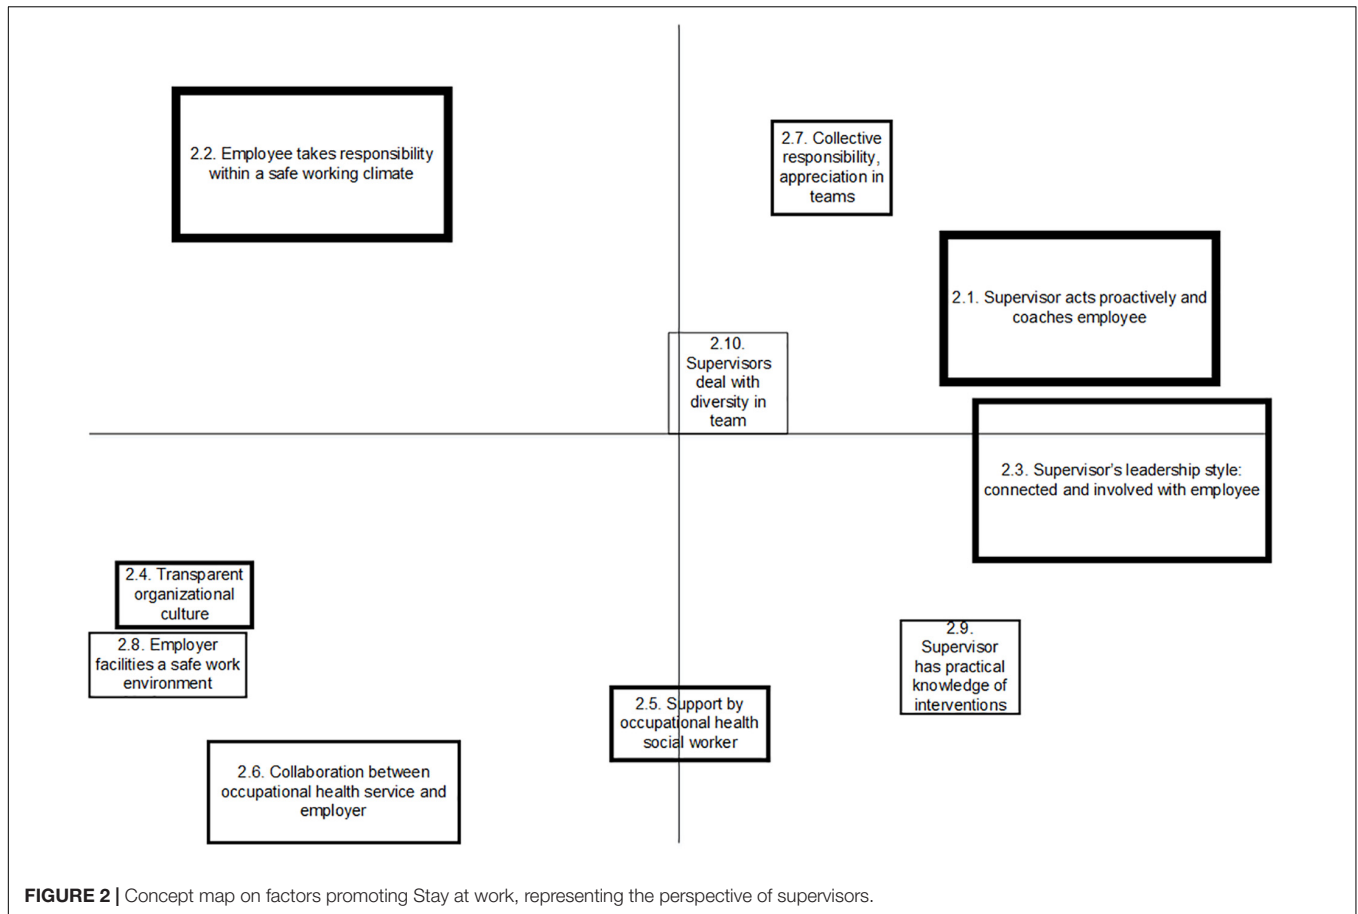 2.2. Employee takes responsibility
within a safe working climate
2.7. Collective
responsibility,
appreciation in
teams
2.1. Supervisor acts proactively and
coaches employee
2.10.
Supervisors
deal with
diversity in
team
2.3. Supervisor's leadership style:
connected and involved with employee
2.4. Transparent
organizational
culture
2.8. Employer
facilities a safe work
environment
2.9.
Supervisor
has practical
knowledge of
interventions
2.5. Support by
occupational health
social worker
2.6. Collaboration between
occupational health service and
employer
FIGURE 2 | Concept map on factors promoting Stay at work, representing the perspective of supervisors.